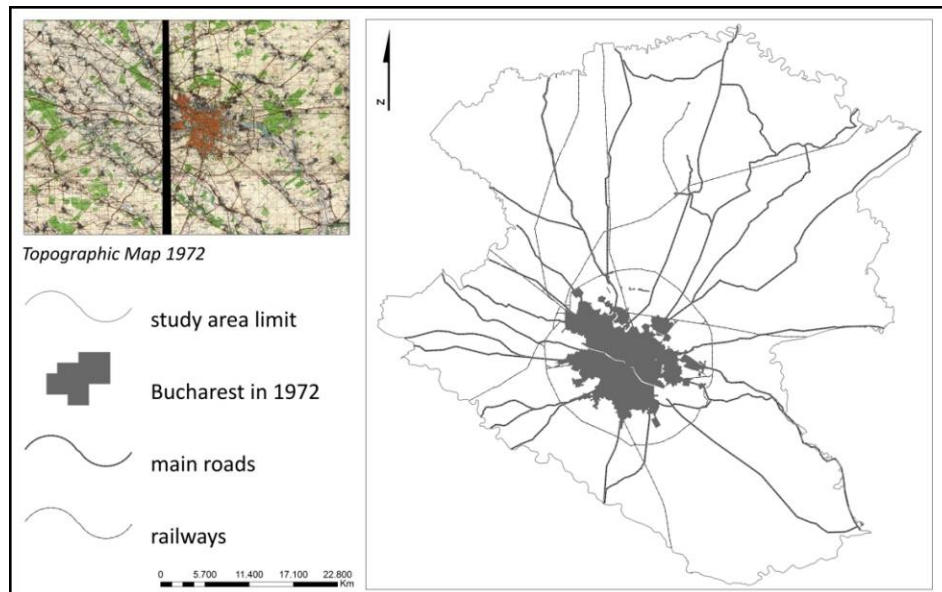 Topographic Map 1972
study area limit
Bucharest in 1972
main roads
railways
0 5.700 11.400 17.100 22.800
Km
N